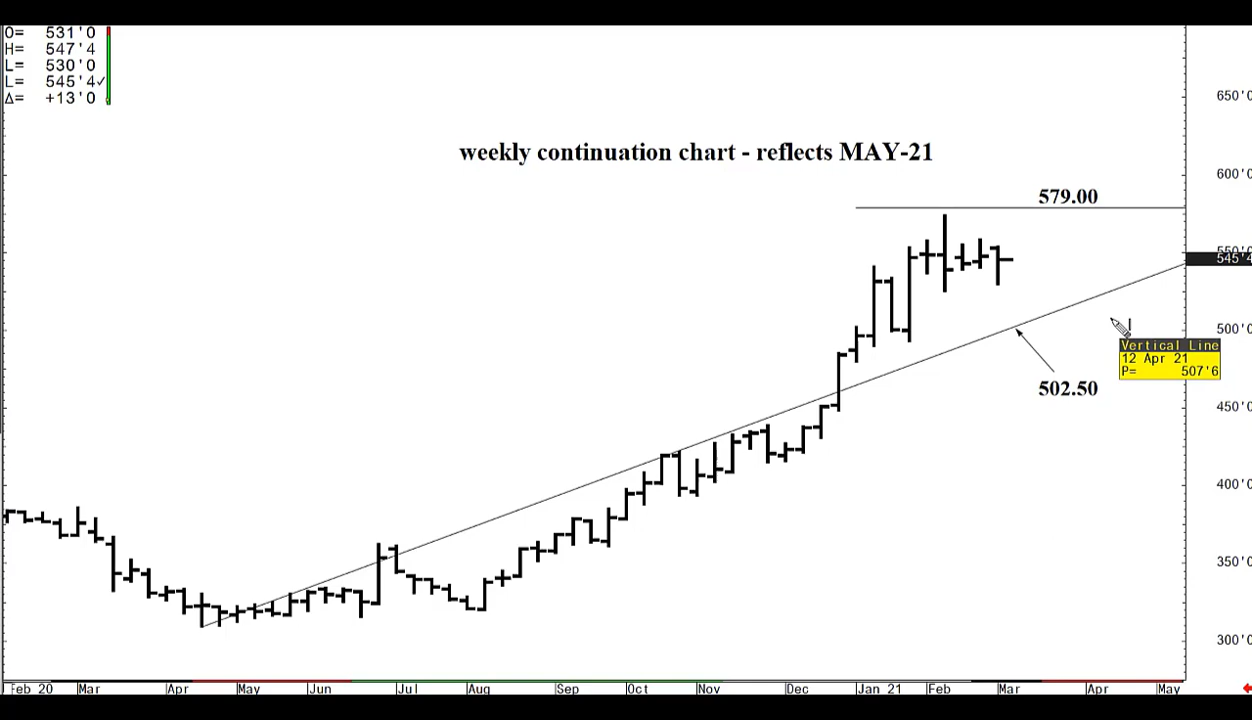 O= 531'0
H= 547'4
L= 530'0
L= 545'4✓
Δ= +13'0
650'0
weekly continuation chart - reflects MAY-21
600'0
579.00
550'0
545'4
500'0
Vertical Line
12 Apr 21
P= 507'6
502.50
450'0
400'0
350'0
300'0
Feb 20 Mar Apr May Jun Jul Aug Sep Oct Nov Dec Jan 21 Feb Mar Apr May